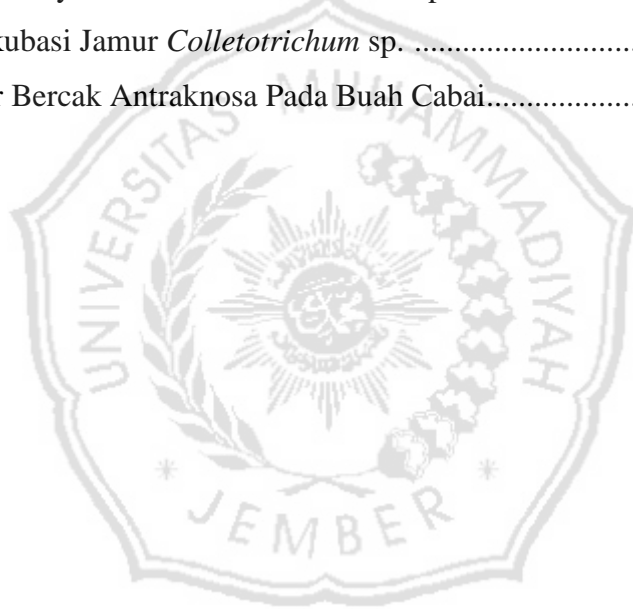 kubasi Jamur Colletotrichum sp. ............................
r Bercak Antraknosa Pada Buah Cabai..................
UNIVERSITAS MUHAMMADIYAH
* JEMBER *